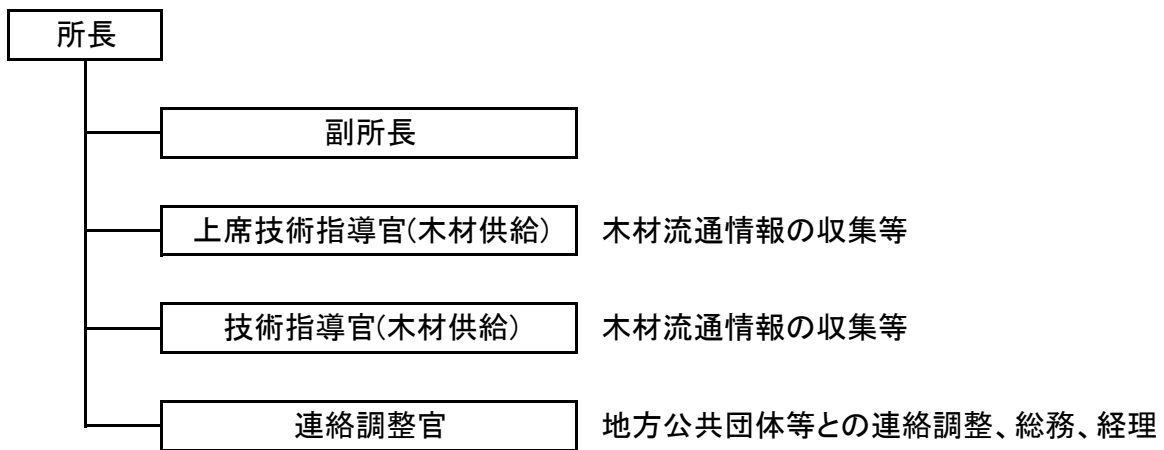 所長
副所長
上席技術指導官(木材供給) 木材流通情報の収集等
技術指導官(木材供給) 木材流通情報の収集等
連絡調整官 地方公共団体等との連絡調整、総務、経理